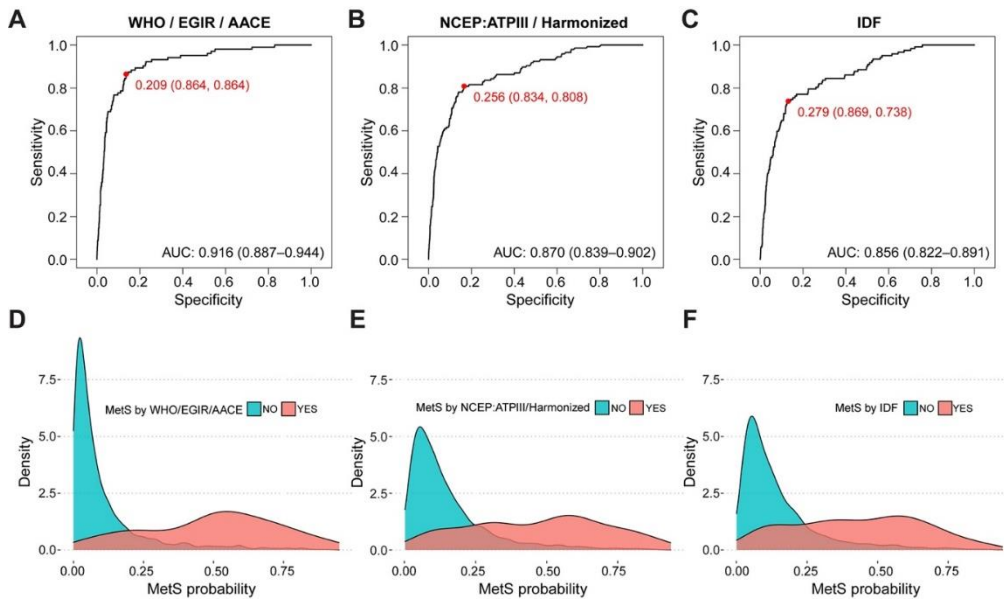 A
WHO / EGIR / AACE
1.0
0.8
0.6
0.4
0.2
0.0
Sensitivity
0.209 (0.864, 0.864)
AUC: 0.916 (0.887–0.944)
0.0 0.2 0.4 0.6 0.8 1.0
Specificity
B
NCEP:ATPIII / Harmonized
1.0
0.8
0.6
0.4
0.2
0.0
Sensitivity
0.256 (0.834, 0.808)
AUC: 0.870 (0.839–0.902)
0.0 0.2 0.4 0.6 0.8 1.0
Specificity
C
IDF
1.0
0.8
0.6
0.4
0.2
0.0
Sensitivity
0.279 (0.869, 0.738)
AUC: 0.856 (0.822–0.891)
0.0 0.2 0.4 0.6 0.8 1.0
Specificity
D
7.5
5.0
2.5
0.0
Density
MetS by WHO/EGIR/AACE NO YES
0.00 0.25 0.50 0.75
MetS probability
E
7.5
5.0
2.5
0.0
Density
MetS by NCEP:ATPIII/Harmonized NO YES
0.00 0.25 0.50 0.75
MetS probability
F
7.5
5.0
2.5
0.0
Density
MetS by IDF NO YES
0.00 0.25 0.50 0.75
MetS probability